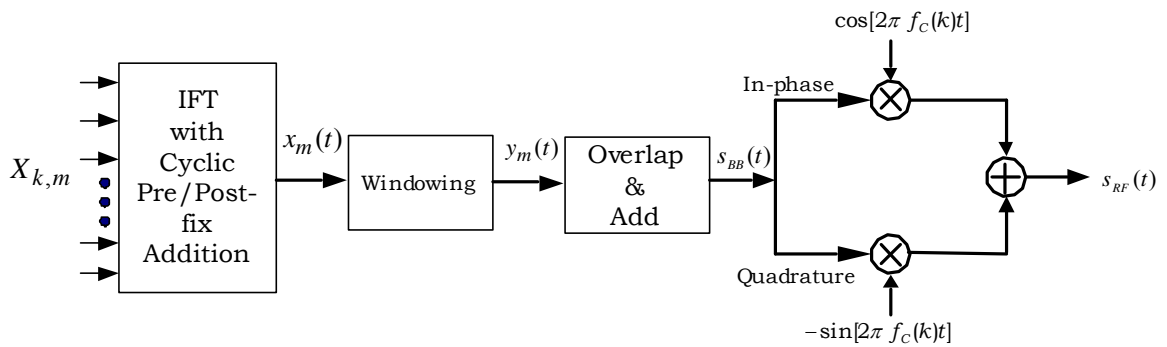 X_{k,m}
IFT
with
Cyclic
Pre/Post-
fix
Addition
x_m(t)
Windowing
y_m(t)
Overlap
&
Add
s_{BB}(t)
In-phase
Quadrature
cos[2π f_C(k)t]
−sin[2π f_C(k)t]
s_{RF}(t)